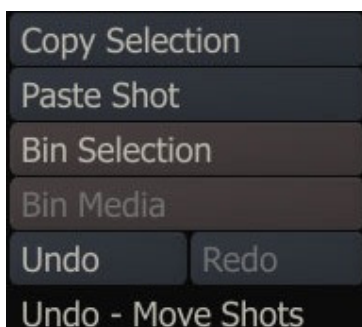 Copy Selection
Paste Shot
Bin Selection
Bin Media
Undo Redo
Undo - Move Shots